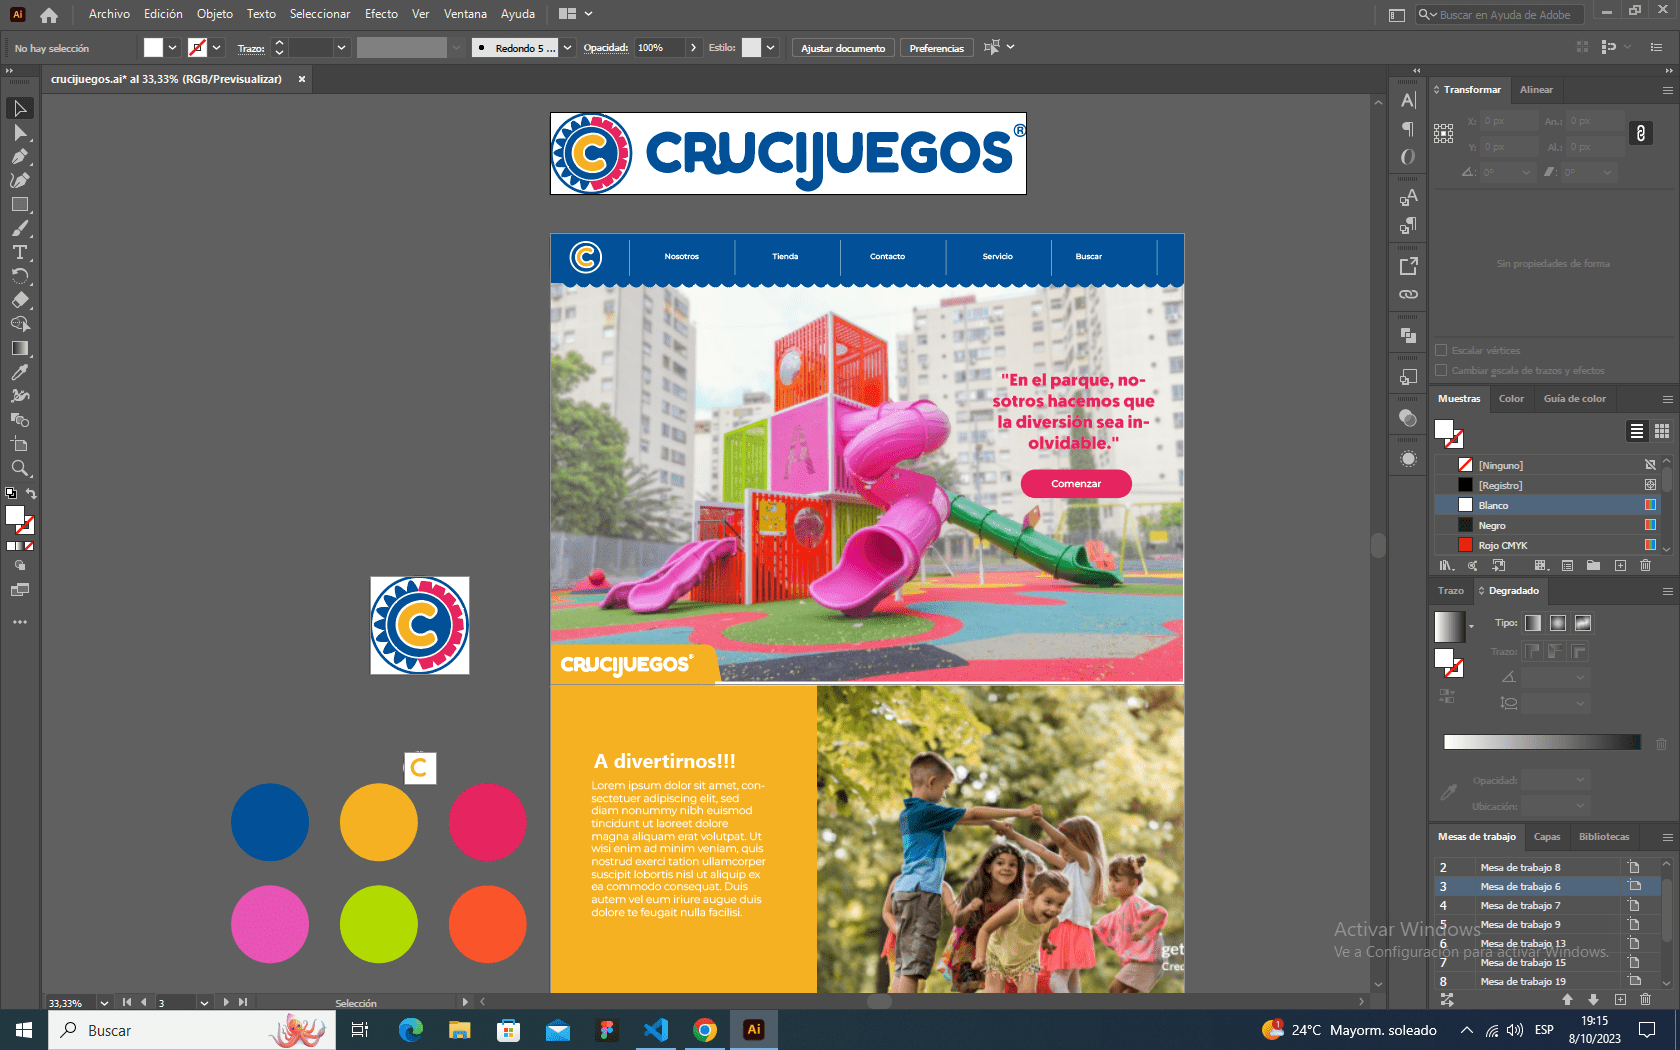 Ai Archivo Edición Objeto Texto Seleccionar Efecto Ver Ventana Ayuda
Buscar en Ayuda de Adobe
No hay selección
Trazo:
Redondo 5 ...
Opacidad: 100%
Estilo:
Ajustar documento
Preferencias
crucijuegos.ai* al 33,33% (RGB/Previsualizar)
C CRUCIJUEGOS®
C Nosotros Tienda Contacto Servicio Buscar
"En el parque, no-
sotros hacemos que
la diversión sea in-
olvidable."
Comenzar
A
CRUCIJUEGOS®
C
C
A divertirnos!!!
Lorem ipsum dolor sit amet, con-
sectetuer adipiscing elit, sed
diam nonummy nibh euismod
tincidunt ut laoreet dolore
magna aliquam erat volutpat. Ut
wisi enim ad minim veniam, quis
nostrud exerci tation ullamcorper
suscipit lobortis nisl ut aliquip ex
ea commodo consequat. Duis
autem vel eum iriure augue duis
dolore te feugait nulla facilisi.
get
Cred
Transformar Alinear
X: 0 px An.: 0 px
Y: 0 px Al.: 0 px
0° 0°
Sin propiedades de forma
Escalar vértices
Cambiar escala de trazos y efectos
Muestras Color Guía de color
[Ninguno]
[Registro]
Blanco
Negro
Rojo CMYK
Trazo Degradado
Tipo:
Trazo:
Opacidad:
Ubicación:
Mesas de trabajo Capas Bibliotecas
2 Mesa de trabajo 8
3 Mesa de trabajo 6
4 Mesa de trabajo 7
5 Mesa de trabajo 9
6 Mesa de trabajo 13
7 Mesa de trabajo 15
8 Mesa de trabajo 19
Activar Windows
Ve a Configuración para activar Windows.
33,33% 3 Selección
Buscar
Ai
1 24°C Mayorm. soleado
ESP
19:15
8/10/2023